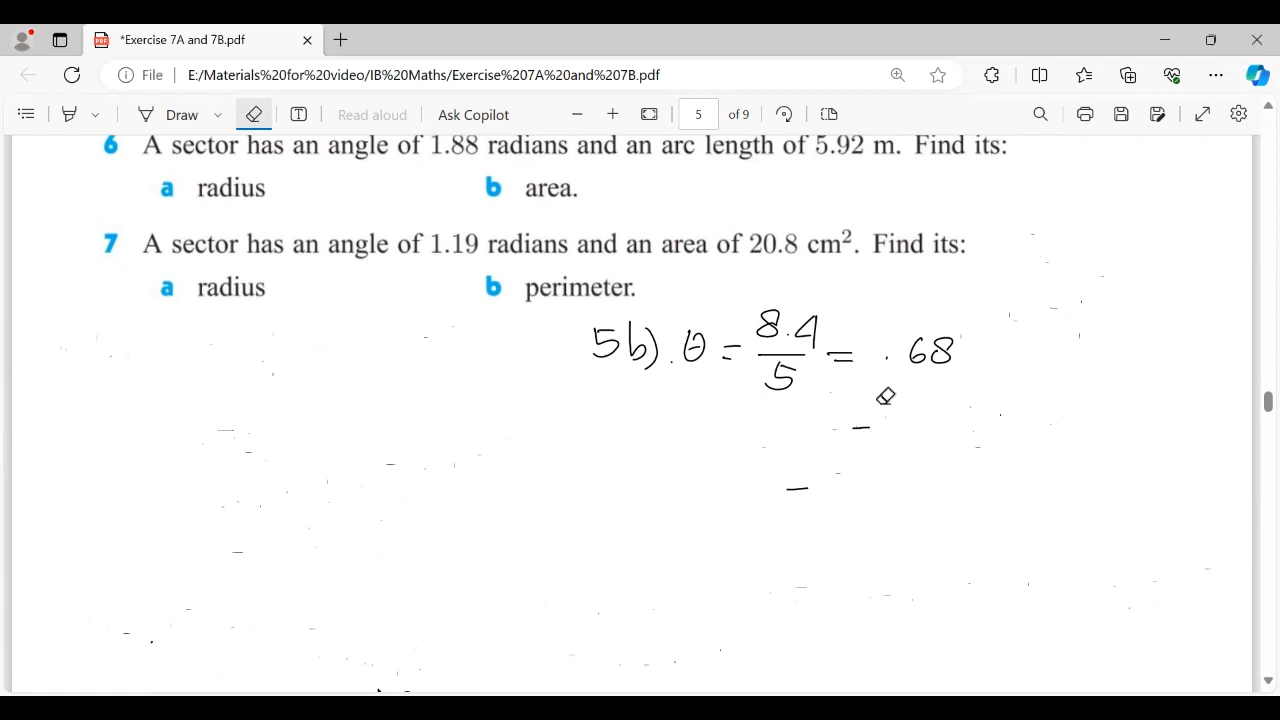 *Exercise 7A and 7B.pdf
File E:/Materials%20for%20video/IB%20Maths/Exercise%207A%20and%207B.pdf
Draw Read aloud Ask Copilot 5 of 9
6 A sector has an angle of 1.88 radians and an arc length of 5.92 m. Find its:
a radius b area.
7 A sector has an angle of 1.19 radians and an area of 20.8 cm². Find its:
a radius b perimeter.
5b). θ = 8.4/5 = .68